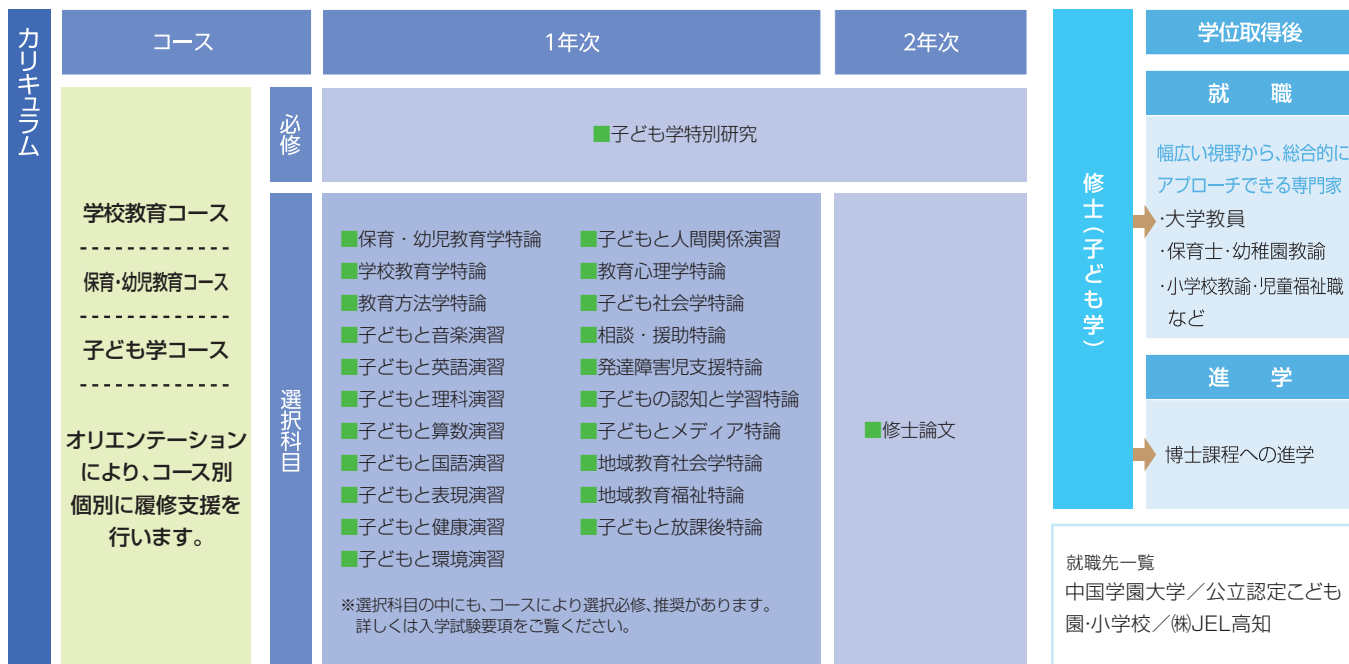 カリキュラム
コース
1年次
2年次
学校教育コース
保育・幼児教育コース
子ども学コース
オリエンテーション
により、コース別
個別に履修支援を
行います。
必修
■子ども学特別研究
選択科目
■保育・幼児教育学特論
■学校教育学特論
■教育方法学特論
■子どもと音楽演習
■子どもと英語演習
■子どもと理科演習
■子どもと算数演習
■子どもと国語演習
■子どもと表現演習
■子どもと健康演習
■子どもと環境演習
■子どもと人間関係演習
■教育心理学特論
■子ども社会学特論
■相談・援助特論
■発達障害児支援特論
■子どもの認知と学習特論
■子どもとメディア特論
■地域教育社会学特論
■地域教育福祉特論
■子どもと放課後特論
※選択科目の中にも、コースにより選択必修、推奨があります。
詳しくは入学試験要項をご覧ください。
■修士論文
修士(子ども学)
学位取得後
就　職
幅広い視野から、総合的に
アプローチできる専門家
・大学教員
・保育士・幼稚園教諭
・小学校教諭・児童福祉職
など
進　学
博士課程への進学
就職先一覧
中国学園大学／公立認定こども
園・小学校／㈱JEL高知